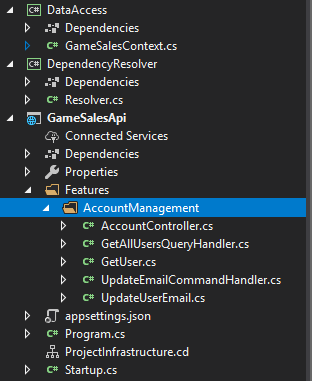 DataAccess
Dependencies
GameSalesContext.cs
DependencyResolver
Dependencies
Resolver.cs
GameSalesApi
Connected Services
Dependencies
Properties
Features
AccountManagement
AccountController.cs
GetAllUsersQueryHandler.cs
GetUser.cs
UpdateEmailCommandHandler.cs
UpdateUserEmail.cs
appsettings.json
Program.cs
ProjectInfrastructure.cd
Startup.cs